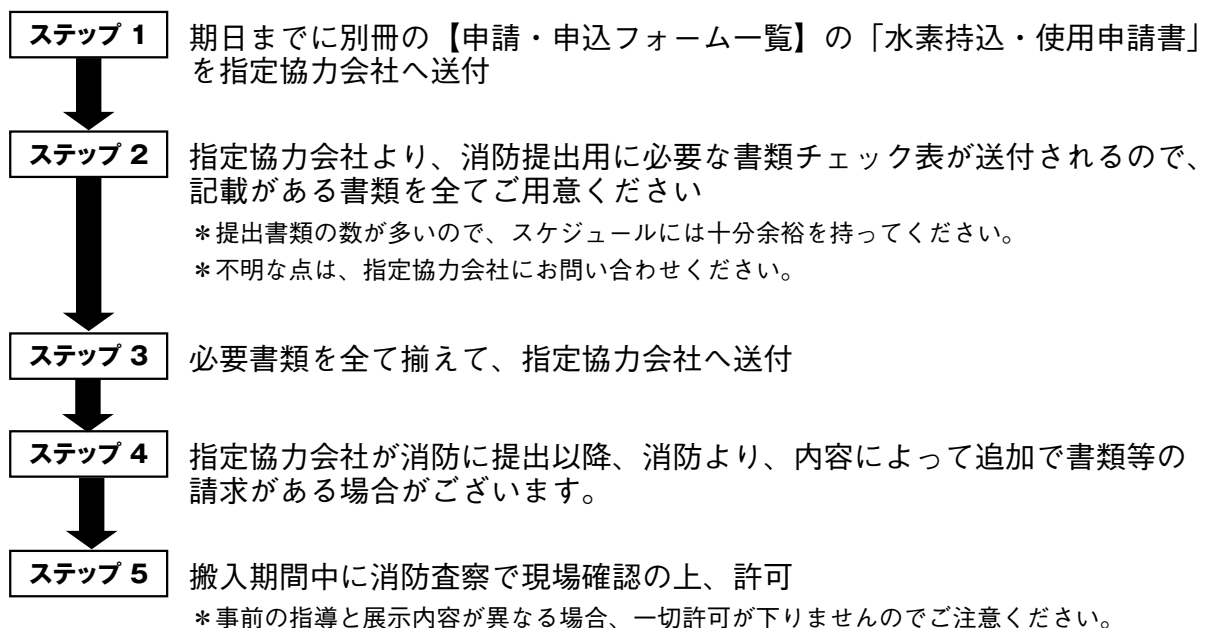 ステップ 1
期日までに別冊の【申請・申込フォーム一覧】の「水素持込・使用申請書」
を指定協力会社へ送付
ステップ 2
指定協力会社より、消防提出用に必要な書類チェック表が送付されるので、
記載がある書類を全てご用意ください
＊提出書類の数が多いので、スケジュールには十分余裕を持ってください。
＊不明な点は、指定協力会社にお問い合わせください。
ステップ 3
必要書類を全て揃えて、指定協力会社へ送付
ステップ 4
指定協力会社が消防に提出以降、消防より、内容によって追加で書類等の
請求がある場合がございます。
ステップ 5
搬入期間中に消防査察で現場確認の上、許可
＊事前の指導と展示内容が異なる場合、一切許可が下りませんのでご注意ください。